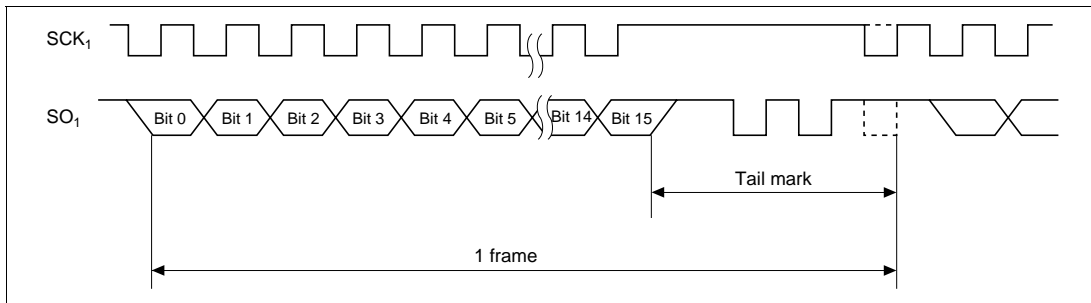 SCK1
SO1
Bit 0 Bit 1 Bit 2 Bit 3 Bit 4 Bit 5 Bit 14 Bit 15
Tail mark
1 frame